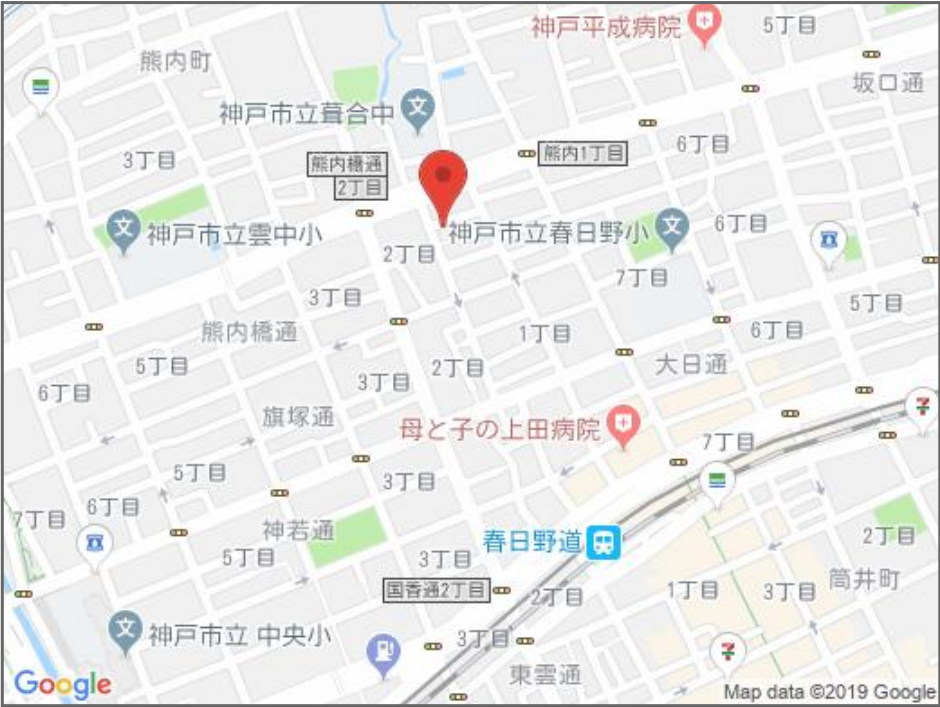 神戸平成病院
5丁目
熊内町
坂口通
神戸市立葺合中
6丁目
熊内1丁目
3丁目
熊内橋通
2丁目
神戸市立雲中小
神戸市立春日野小
6丁目
2丁目
7丁目
3丁目
5丁目
熊内橋通
1丁目
6丁目
5丁目
2丁目
大日通
3丁目
6丁目
旗塚通
母と子の上田病院
7丁目
5丁目
3丁目
6丁目
7丁目
神若通
春日野道
2丁目
5丁目
3丁目
筒井町
国香通2丁目
2丁目
1丁目
3丁目
神戸市立 中央小
3丁目
東雲通
Google
Map data ©2019 Google